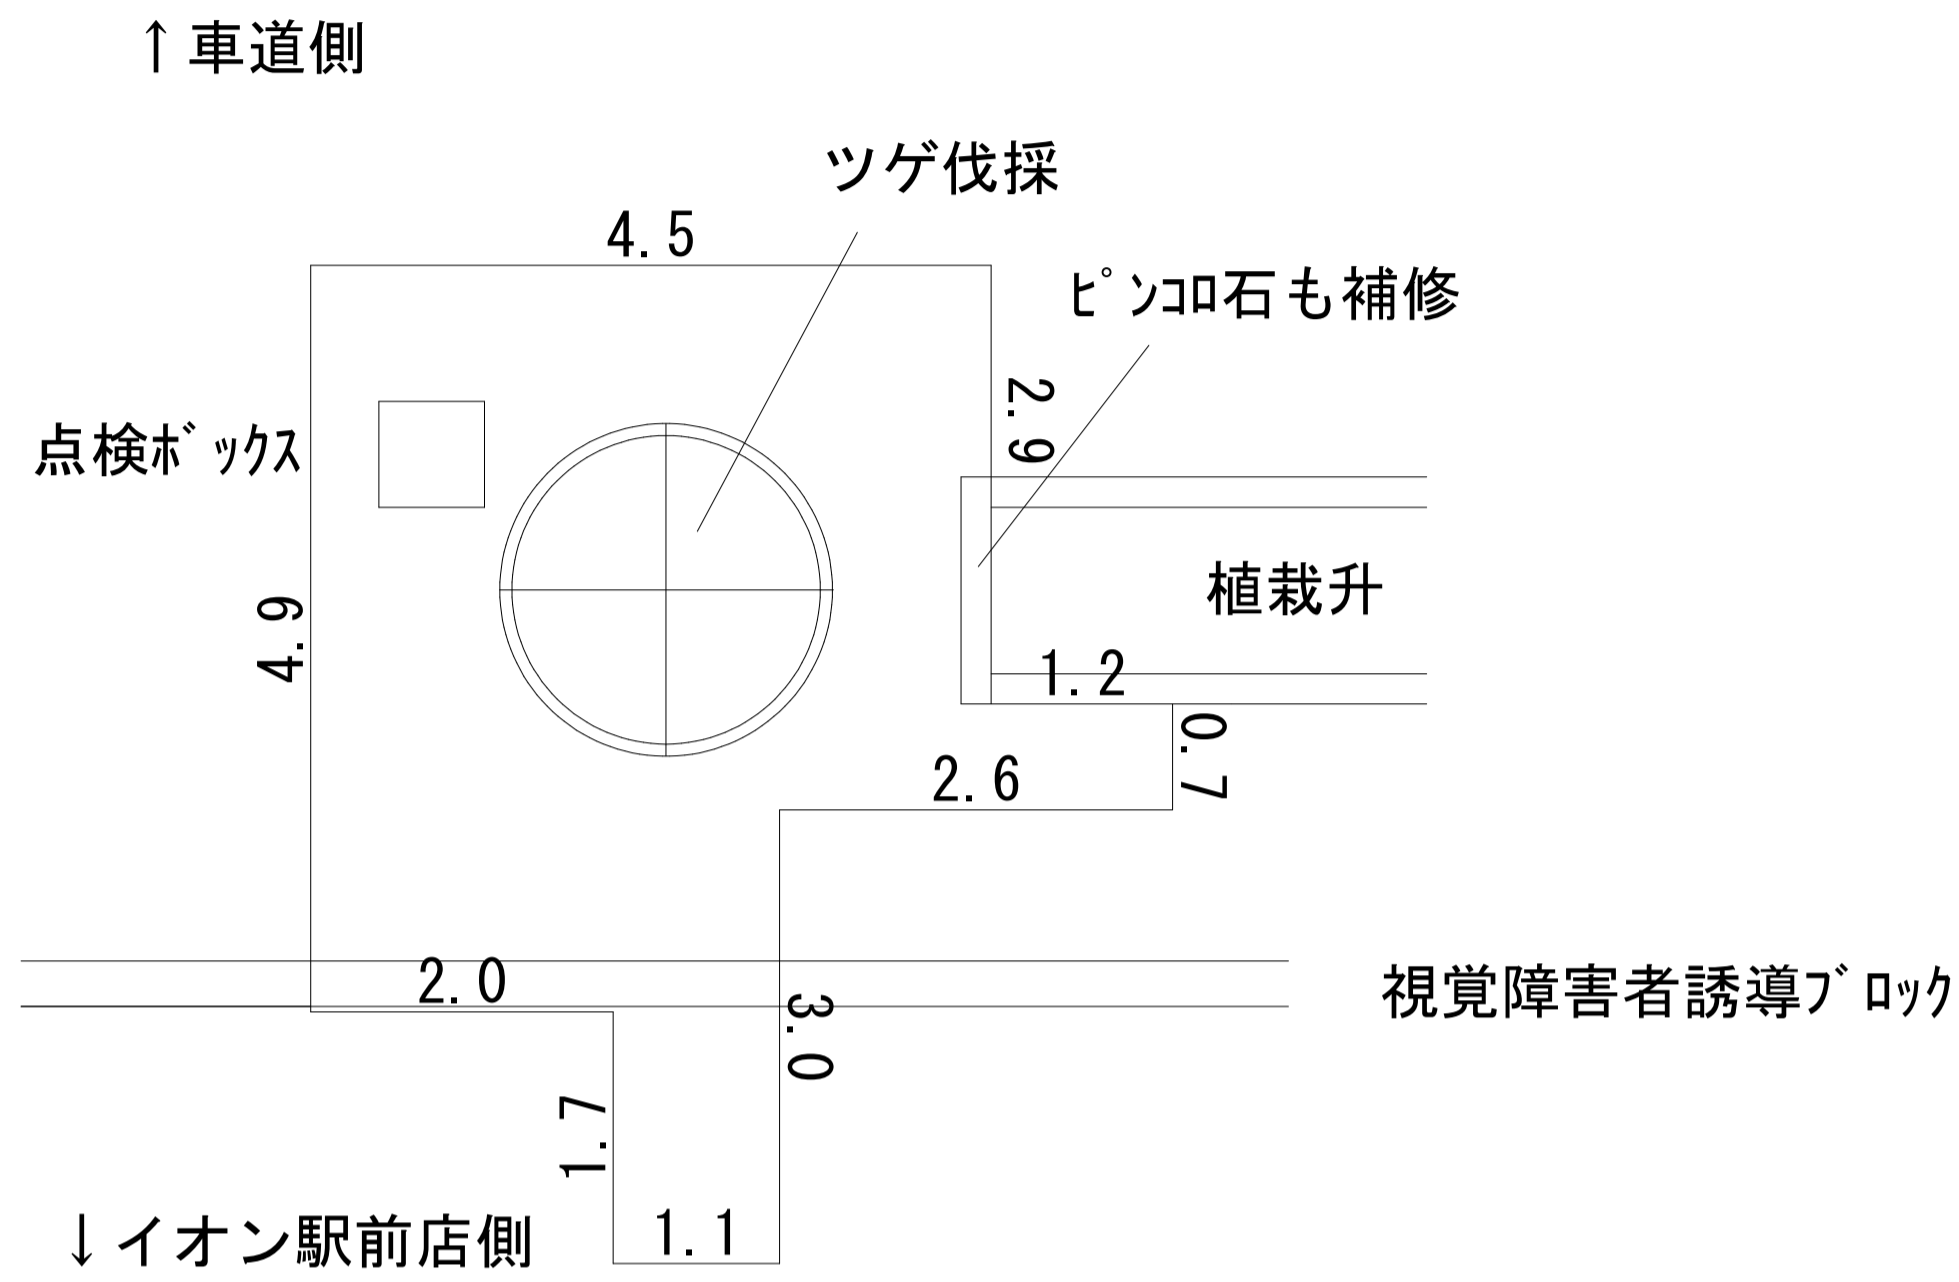 ↑車道側
ツゲ伐採
4.5
ﾋﾟﾝｺﾛ石も補修
2.9
点検ﾎﾞｯｸｽ
植栽升
4.9
1.2
0.7
2.6
2.0
視覚障害者誘導ﾌﾞﾛｯｸ
3.0
1.7
1.1
↓イオン駅前店側